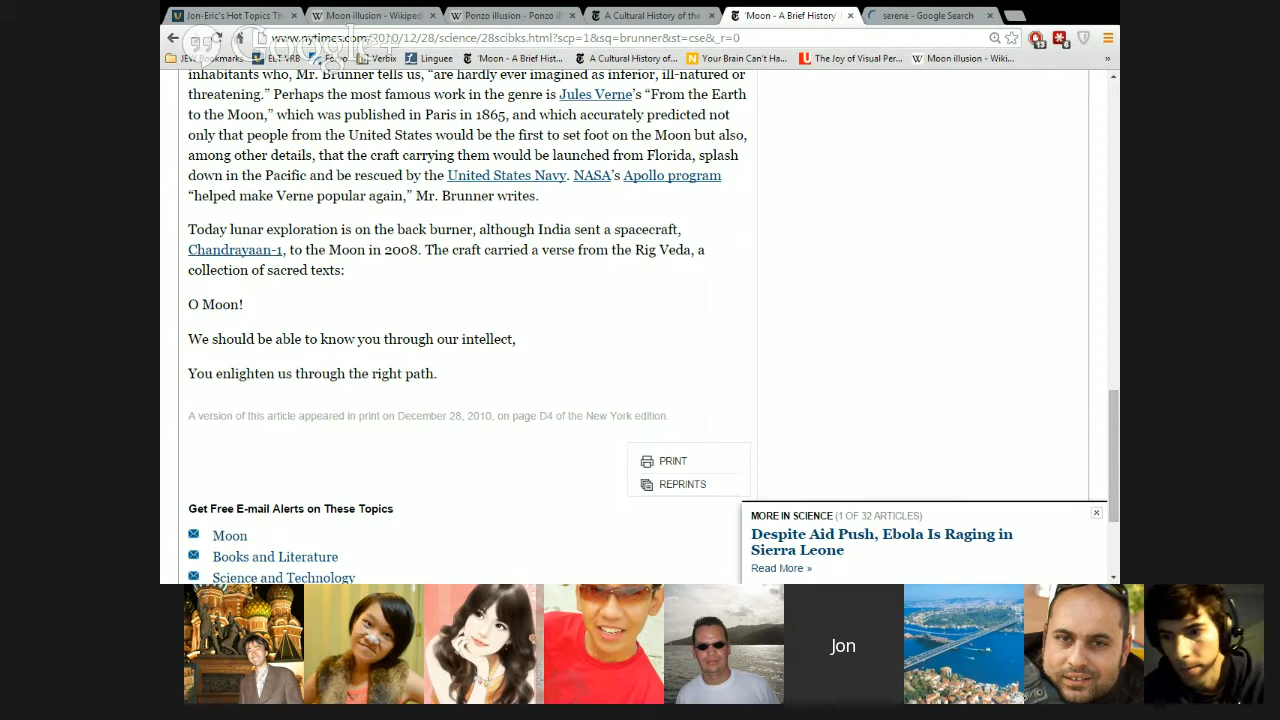 Jon-Eric's Hot Topics Th
Moon illusion - Wikiped
Ponzo illusion - Ponzo il
A Cultural History of the
'Moon - A Brief History'
serene - Google Search
Google+
www.nytimes.com/2010/12/28/science/28scibks.html?scp=1&sq=brunner&st=cse&_r=0
JEW Bookmarks
ELT VRB
Verbix
Linguee
'Moon - A Brief Hist...
A Cultural History of...
Your Brain Can't Ha...
The Joy of Visual Per...
Moon illusion - Wiki...
»
inhabitants who, Mr. Brunner tells us, “are hardly ever imagined as inferior, ill-natured or
threatening.” Perhaps the most famous work in the genre is Jules Verne’s “From the Earth
to the Moon,” which was published in Paris in 1865, and which accurately predicted not
only that people from the United States would be the first to set foot on the Moon but also,
among other details, that the craft carrying them would be launched from Florida, splash
down in the Pacific and be rescued by the United States Navy. NASA’s Apollo program
“helped make Verne popular again,” Mr. Brunner writes.
Today lunar exploration is on the back burner, although India sent a spacecraft,
Chandrayaan-1, to the Moon in 2008. The craft carried a verse from the Rig Veda, a
collection of sacred texts:
O Moon!
We should be able to know you through our intellect,
You enlighten us through the right path.
A version of this article appeared in print on December 28, 2010, on page D4 of the New York edition.
PRINT
REPRINTS
Get Free E-mail Alerts on These Topics
Moon
Books and Literature
Science and Technology
MORE IN SCIENCE (1 OF 32 ARTICLES)
Despite Aid Push, Ebola Is Raging in
Sierra Leone
Read More »
Jon